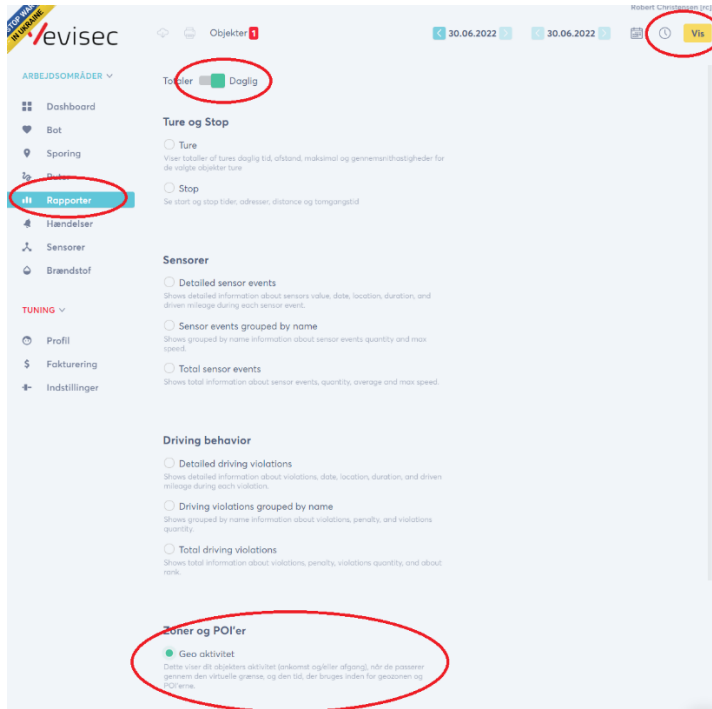 Robert Christensen [rc]
STOP WAR
IN UKRAINE
evisec
Objekter 1
30.06.2022
30.06.2022
Vis
ARBEJDSOMRÅDER
Totaler
Daglig
Dashboard
Bot
Sporing
Ruter
Rapporter
Hændelser
Sensorer
Brændstof
TUNING
Profil
Fakturering
Indstillinger
Ture og Stop
Ture
Viser totaller af tures daglig tid, afstand, maksimal og gennemsnithastigheder for
de valgte objekter ture
Stop
Se start og stop tider, adresser, distance og tomgangstid
Sensorer
Detailed sensor events
Shows detailed information about sensors value, date, location, duration, and
driven mileage during each sensor event.
Sensor events grouped by name
Shows grouped by name information about sensor events quantity and max
speed.
Total sensor events
Shows total information about sensor events, quantity, average and max speed.
Driving behavior
Detailed driving violations
Shows detailed information about violations, date, location, duration, and driven
mileage during each violation.
Driving violations grouped by name
Shows grouped by name information about violations, penalty, and violations
quantity.
Total driving violations
Shows total information about violations, penalty, violations quantity, and about
rank.
Zoner og POI'er
Geo aktivitet
Dette viser dit objekters aktivitet (ankomst og/eller afgang), når de passerer
gennem den virtuelle grænse, og den tid, der bruges inden for geozonen og
POI'erne.